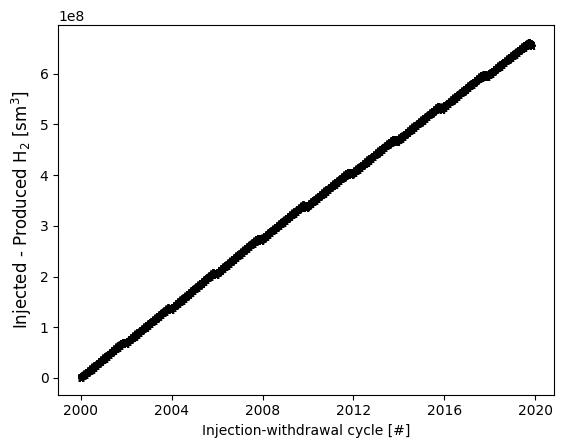 1e8
6
5
4
3
2
1
0
Injected - Produced H₂ [sm³]
2000 2004 2008 2012 2016 2020
Injection-withdrawal cycle [#]